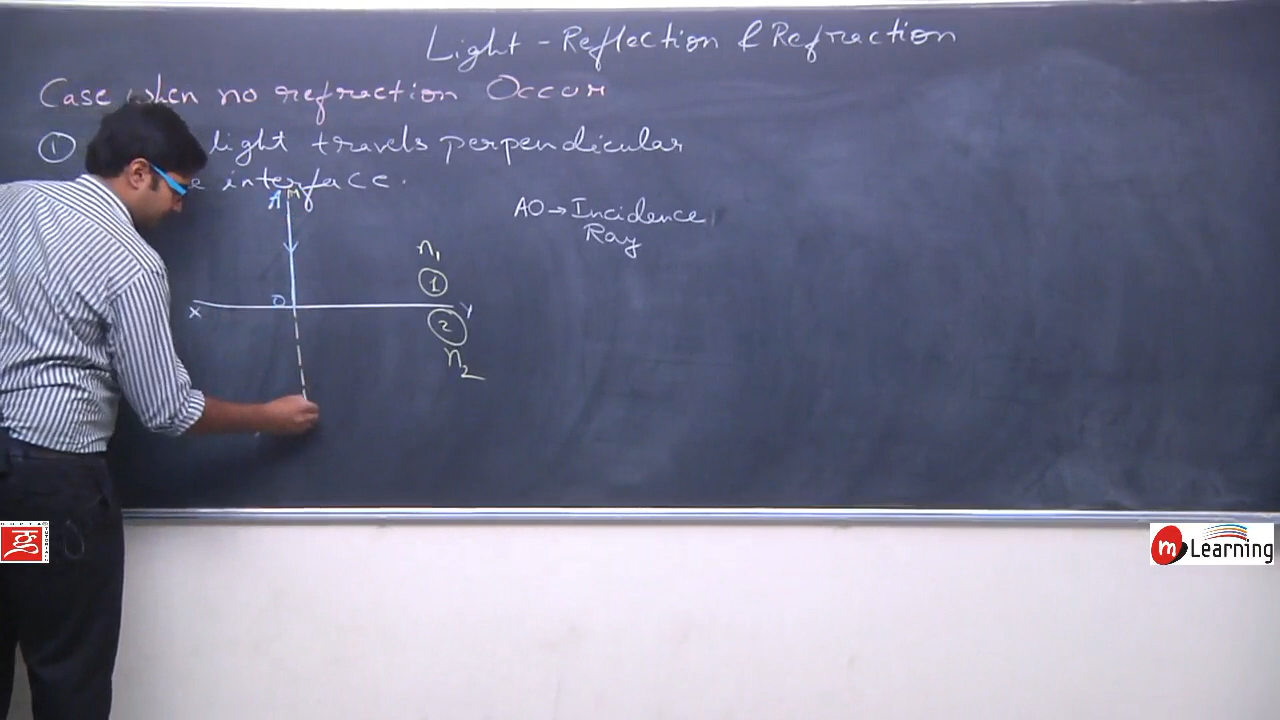 Light - Reflection & Refraction
Case when no refraction Occur
① light travels perpendicular
interface.
A M
AO → Incidence
Ray
n₁
①
O
X Y
②
n₂
m Learning